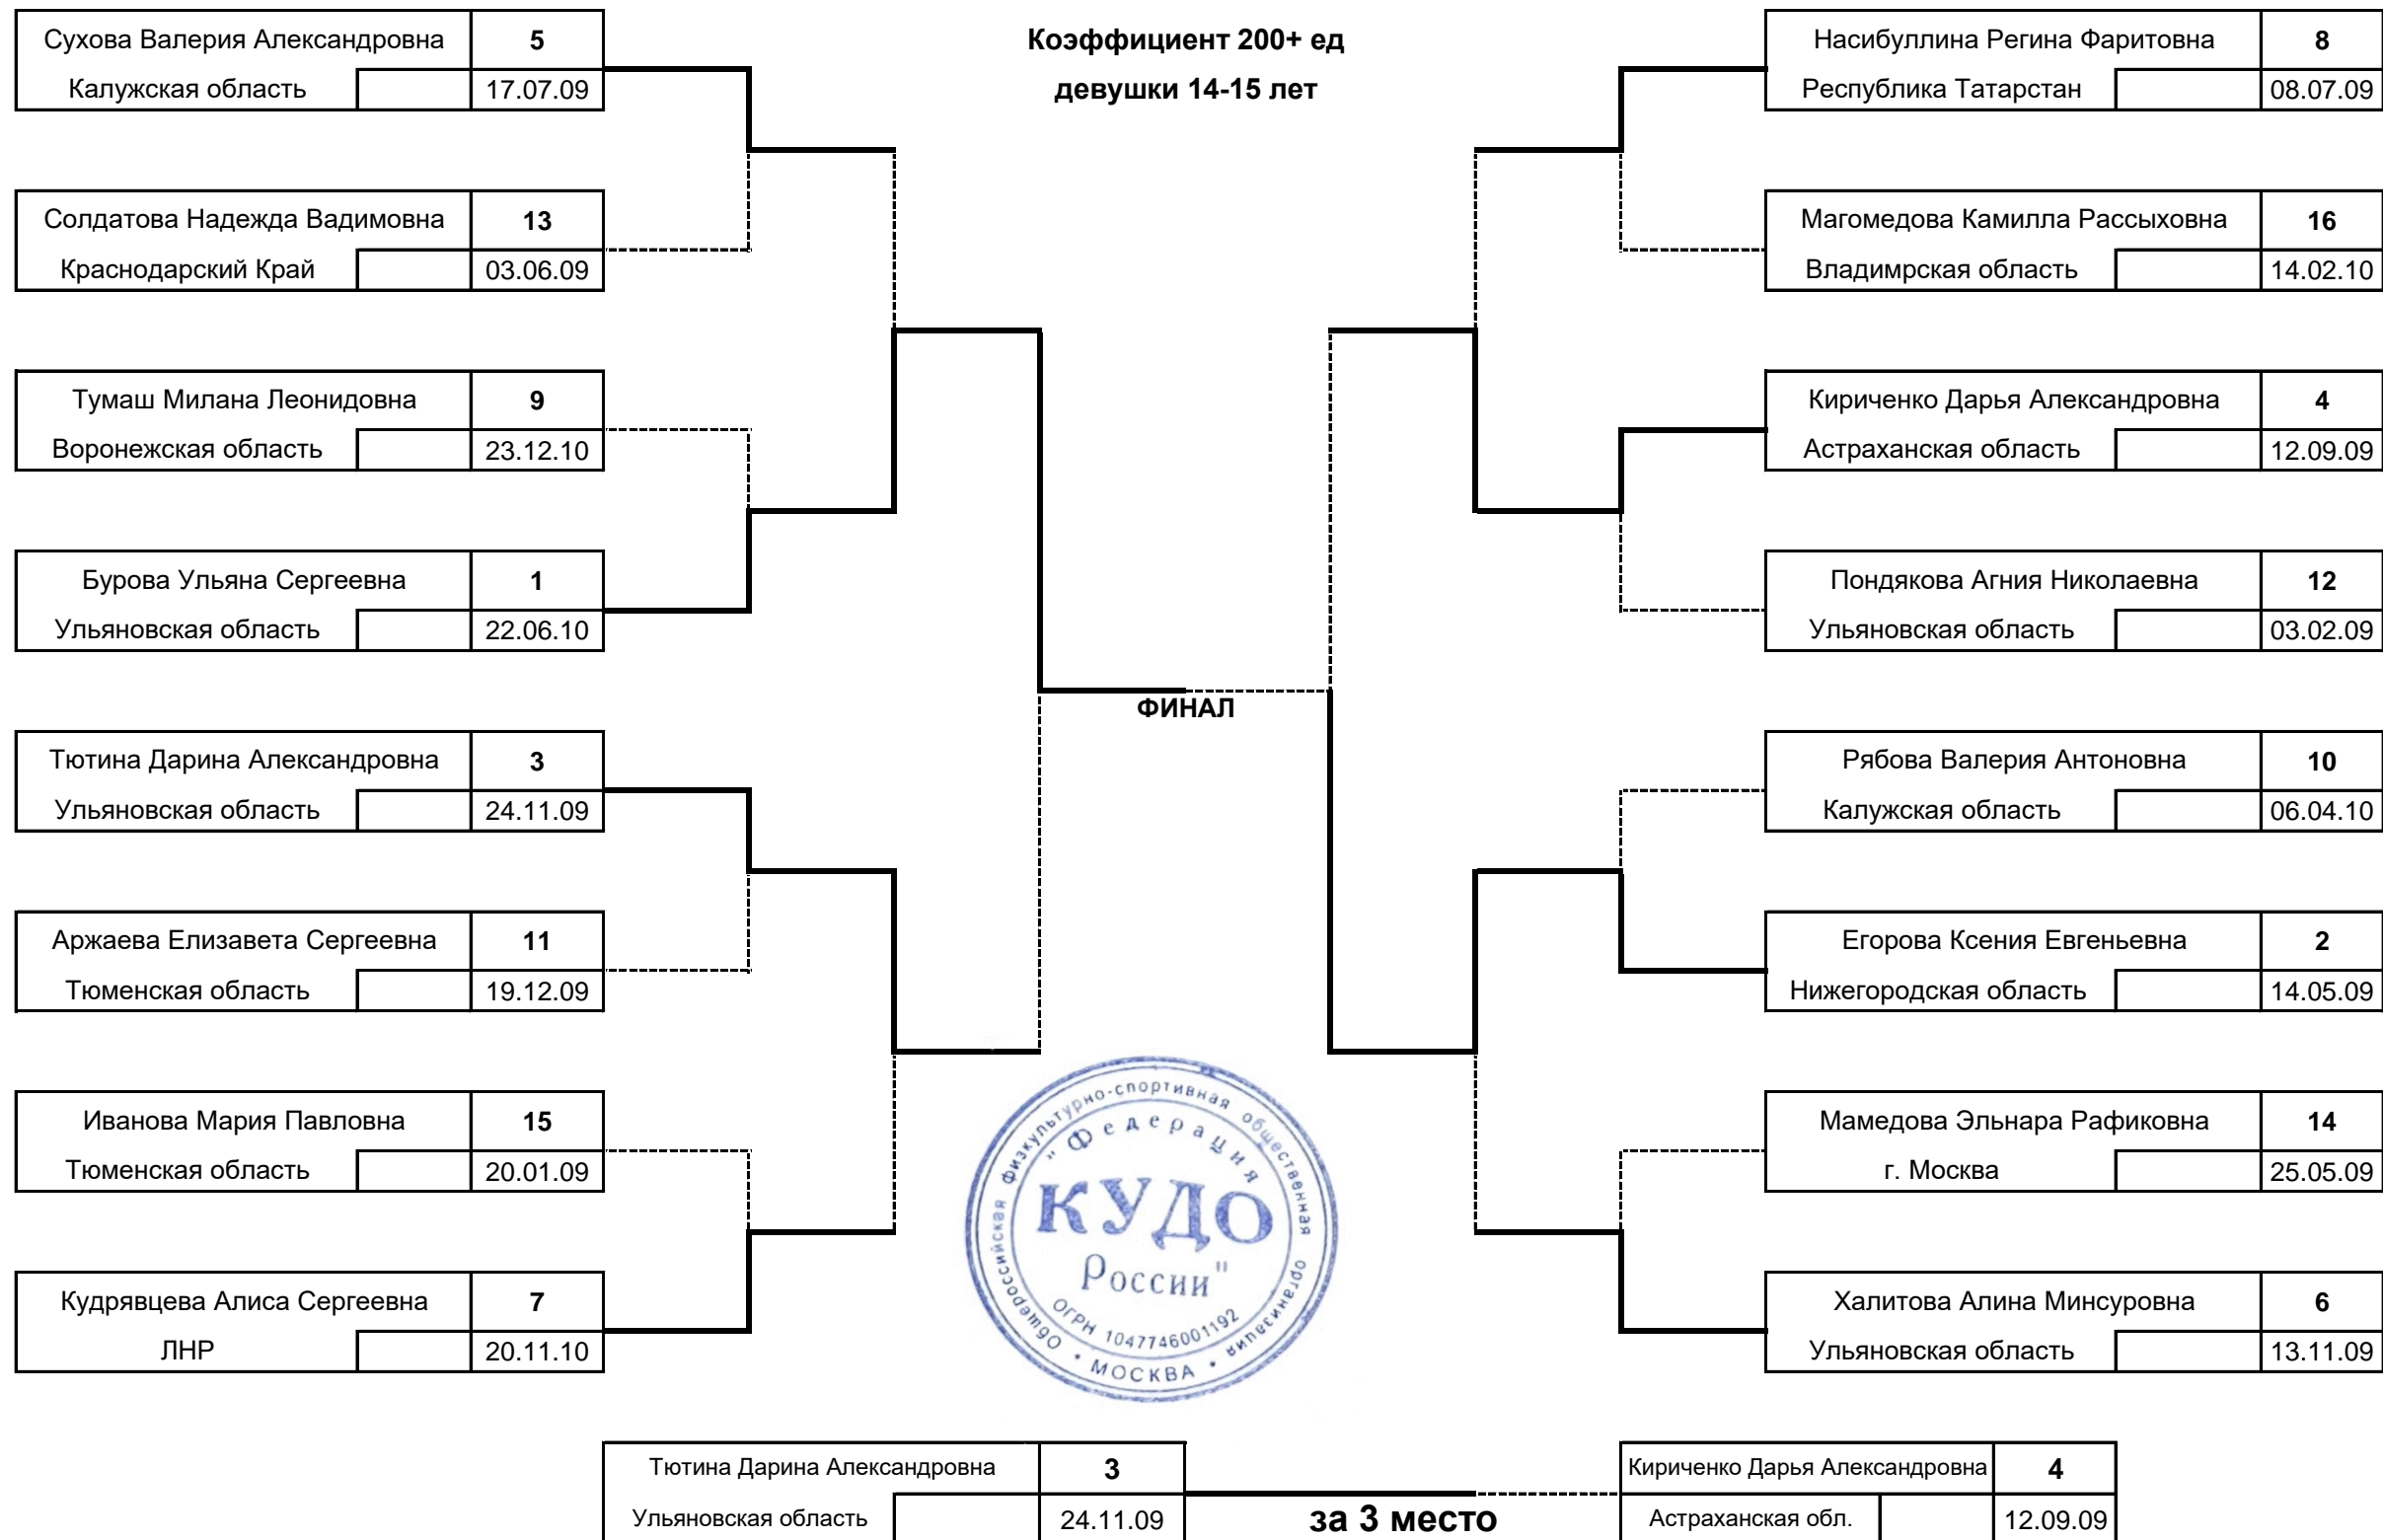 Коэффициент 200+ ед
девушки 14-15 лет
Сухова Валерия Александровна 5
Калужская область 17.07.09
Солдатова Надежда Вадимовна 13
Краснодарский Край 03.06.09
Тумаш Милана Леонидовна 9
Воронежская область 23.12.10
Бурова Ульяна Сергеевна 1
Ульяновская область 22.06.10
Тютина Дарина Александровна 3
Ульяновская область 24.11.09
Аржаева Елизавета Сергеевна 11
Тюменская область 19.12.09
Иванова Мария Павловна 15
Тюменская область 20.01.09
Кудрявцева Алиса Сергеевна 7
ЛНР 20.11.10
ФИНАЛ
Насибуллина Регина Фаритовна 8
Республика Татарстан 08.07.09
Магомедова Камилла Рассыховна 16
Владимрская область 14.02.10
Кириченко Дарья Александровна 4
Астраханская область 12.09.09
Пондякова Агния Николаевна 12
Ульяновская область 03.02.09
Рябова Валерия Антоновна 10
Калужская область 06.04.10
Егорова Ксения Евгеньевна 2
Нижегородская область 14.05.09
Мамедова Эльнара Рафиковна 14
г. Москва 25.05.09
Халитова Алина Минсуровна 6
Ульяновская область 13.11.09
Общероссийская физкультурно-спортивная общественная организация
"Федерация
КУДО
России"
ОГРН 1047746001192
• МОСКВА •
Тютина Дарина Александровна 3
Ульяновская область 24.11.09
за 3 место
Кириченко Дарья Александровна 4
Астраханская обл. 12.09.09